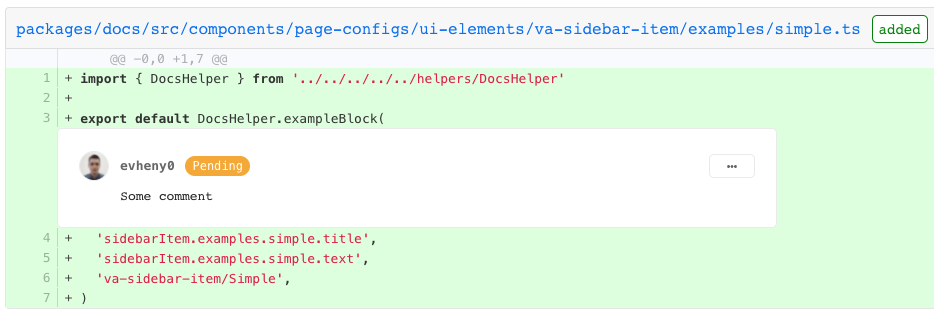 packages/docs/src/components/page-configs/ui-elements/va-sidebar-item/examples/simple.ts added
@@ -0,0 +1,7 @@
1 + import { DocsHelper } from '../../../../../helpers/DocsHelper'
2 +
3 + export default DocsHelper.exampleBlock(
evheny0 Pending •••
Some comment
4 + 'sidebarItem.examples.simple.title',
5 + 'sidebarItem.examples.simple.text',
6 + 'va-sidebar-item/Simple',
7 + )